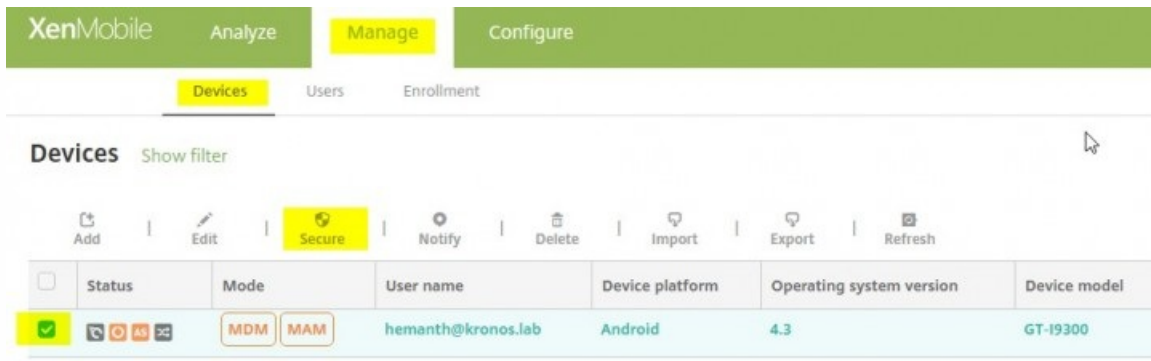 XenMobile Analyze Manage Configure
Devices Users Enrollment
Devices Show filter
Add | Edit | Secure | Notify | Delete | Import | Export | Refresh
Status Mode User name Device platform Operating system version Device model
AS MDM MAM hemanth@kronos.lab Android 4.3 GT-I9300